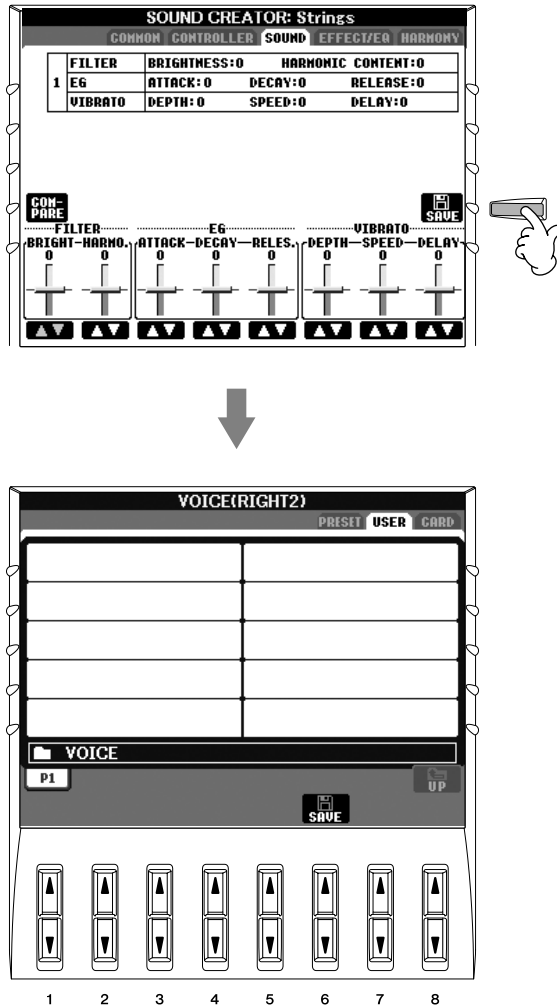 SOUND CREATOR: Strings
COMMON CONTROLLER SOUND EFFECT/EQ HARMONY
1 FILTER BRIGHTNESS:0 HARMONIC CONTENT:0
EG ATTACK:0 DECAY:0 RELEASE:0
VIBRATO DEPTH:0 SPEED:0 DELAY:0
COM-
PARE
SAVE
FILTER EG VIBRATO
BRIGHT-HARMO. ATTACK-DECAY-RELES. DEPTH-SPEED-DELAY
0 0 0 0 0 0 0 0
VOICE(RIGHT2)
PRESET USER CARD
VOICE
P1
UP
SAVE
1 2 3 4 5 6 7 8